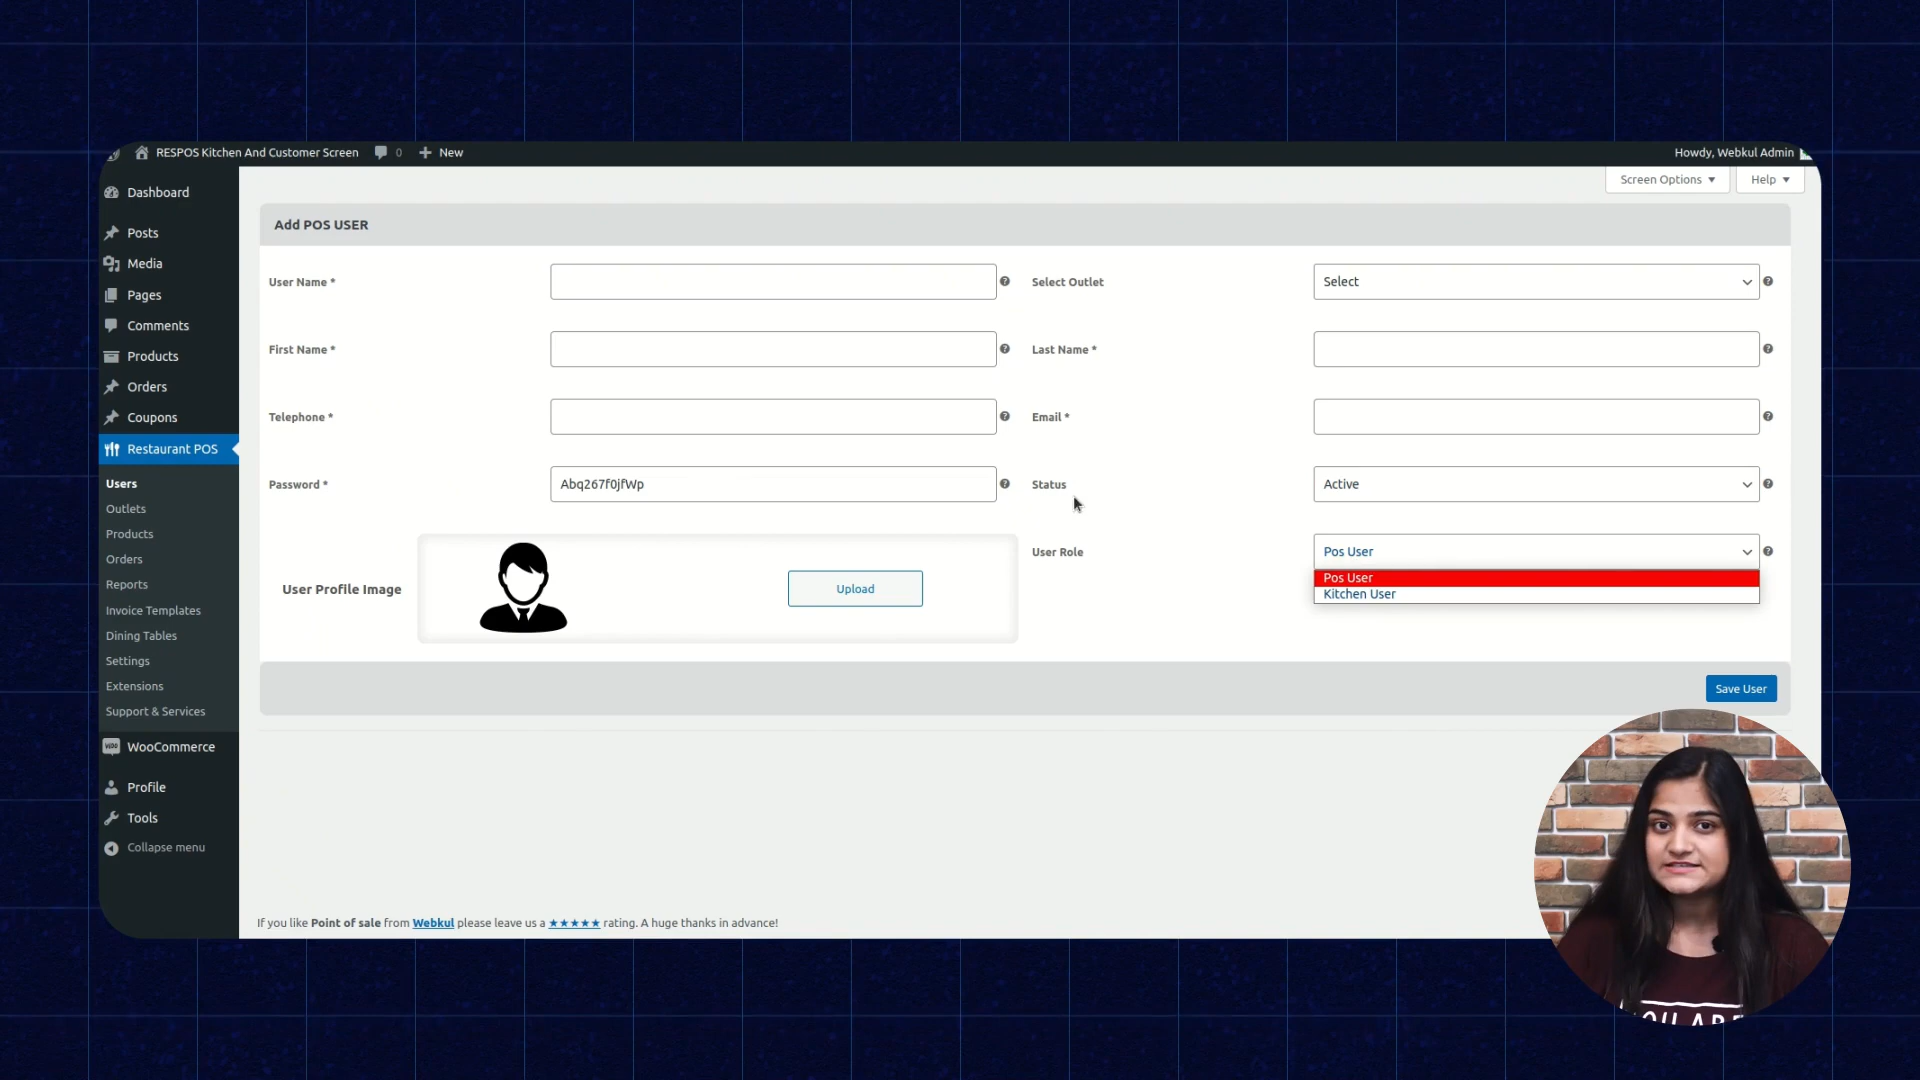 RESPOS Kitchen And Customer Screen 0 New Howdy, Webkul Admin
Screen Options Help
Dashboard
Posts
Media
Pages
Comments
Products
Orders
Coupons
Restaurant POS
Users
Outlets
Products
Orders
Reports
Invoice Templates
Dining Tables
Settings
Extensions
Support & Services
WooCommerce
Profile
Tools
Collapse menu
Add POS USER
User Name * Select Outlet Select
First Name * Last Name *
Telephone * Email *
Password * Abq267f0jfWp Status Active
User Profile Image Upload User Role Pos User
Pos User
Kitchen User
Save User
If you like Point of sale from Webkul please leave us a ★★★★★ rating. A huge thanks in advance!